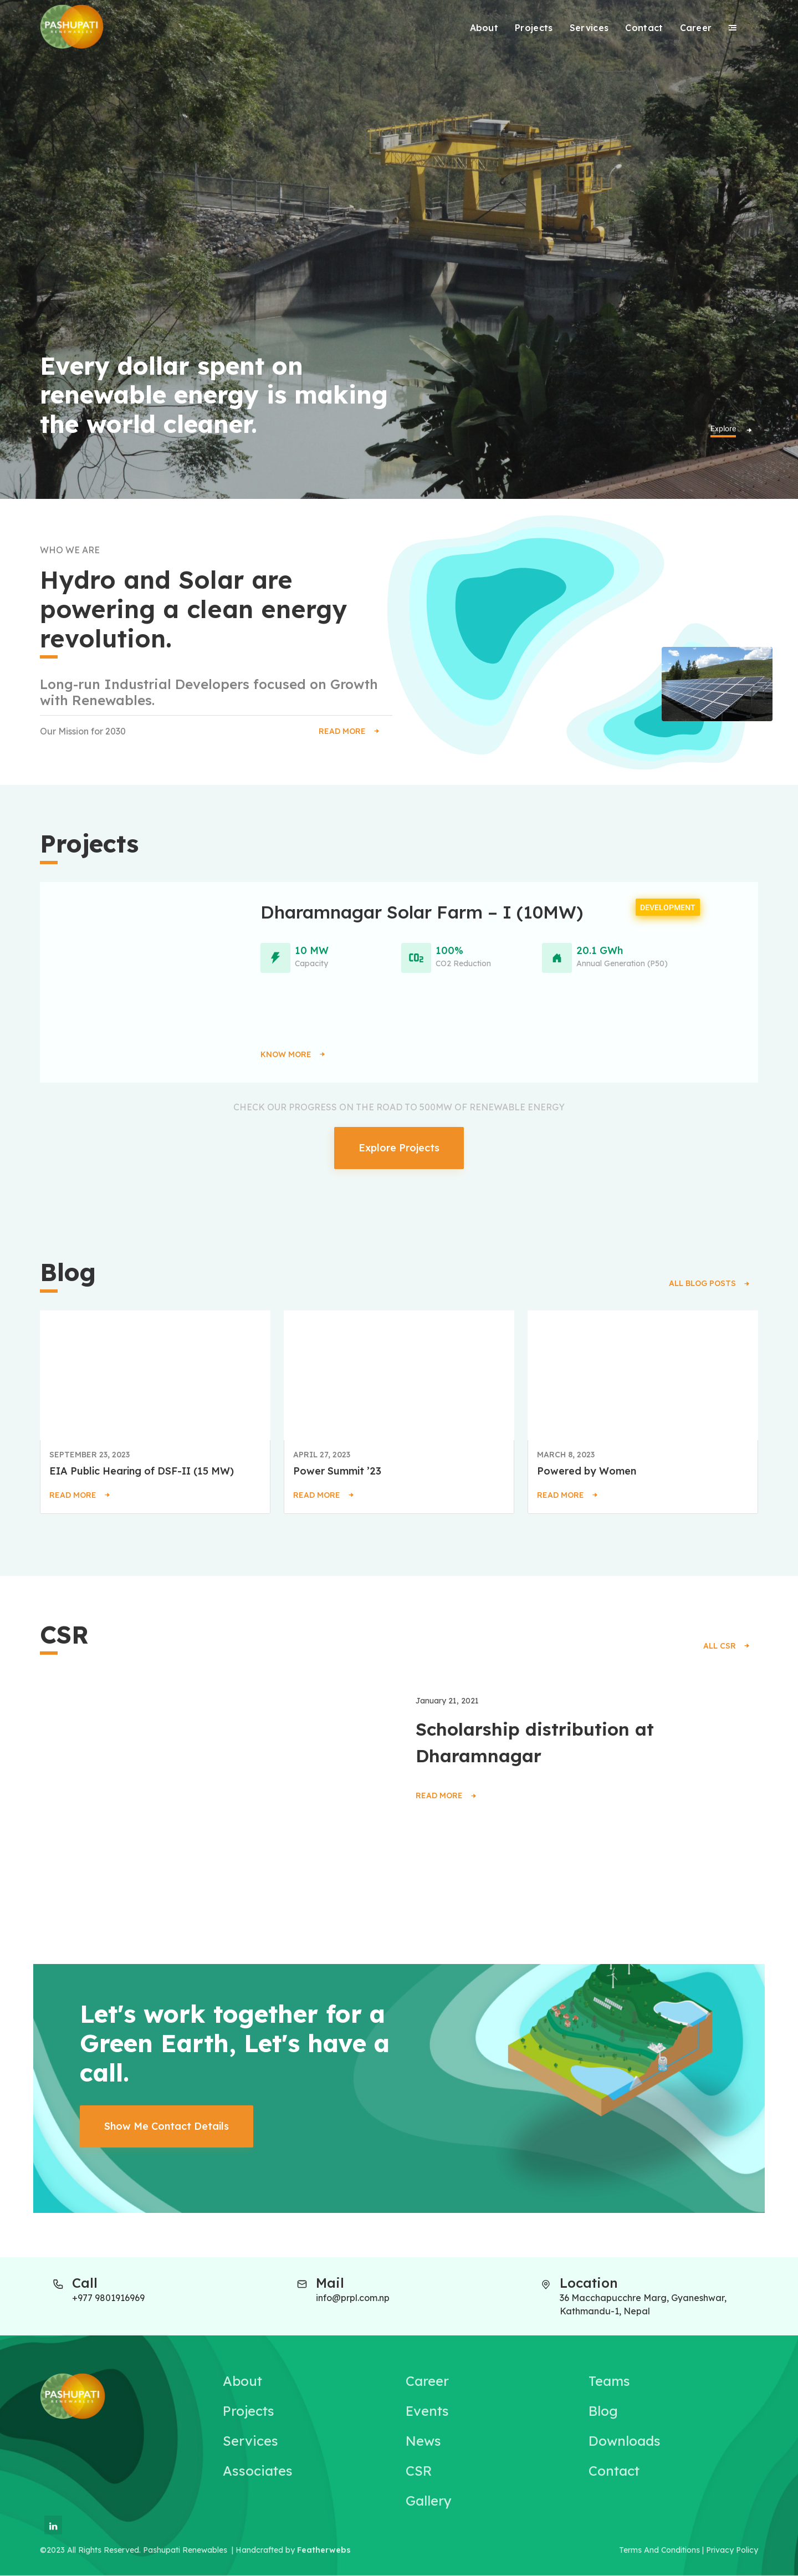 PASHUPATI
RENEWABLES
About Projects Services Contact Career
Every dollar spent on
renewable energy is making
the world cleaner.
Explore
WHO WE ARE
Hydro and Solar are
powering a clean energy
revolution.
Long-run Industrial Developers focused on Growth
with Renewables.
Our Mission for 2030
READ MORE
Projects
Dharamnagar Solar Farm – I (10MW)
DEVELOPMENT
10 MW
Capacity
CO2
100%
CO2 Reduction
20.1 GWh
Annual Generation (P50)
KNOW MORE
CHECK OUR PROGRESS ON THE ROAD TO 500MW OF RENEWABLE ENERGY
Explore Projects
Blog
ALL BLOG POSTS
SEPTEMBER 23, 2023
EIA Public Hearing of DSF-II (15 MW)
READ MORE
APRIL 27, 2023
Power Summit ’23
READ MORE
MARCH 8, 2023
Powered by Women
READ MORE
CSR
ALL CSR
January 21, 2021
Scholarship distribution at
Dharamnagar
READ MORE
Let's work together for a
Green Earth, Let's have a
call.
Show Me Contact Details
Call
+977 9801916969
Mail
info@prpl.com.np
Location
36 Macchapucchre Marg, Gyaneshwar,
Kathmandu-1, Nepal
PASHUPATI
RENEWABLES
About
Projects
Services
Associates
Career
Events
News
CSR
Gallery
Teams
Blog
Downloads
Contact
in
©2023 All Rights Reserved. Pashupati Renewables | Handcrafted by Featherwebs
Terms And Conditions | Privacy Policy